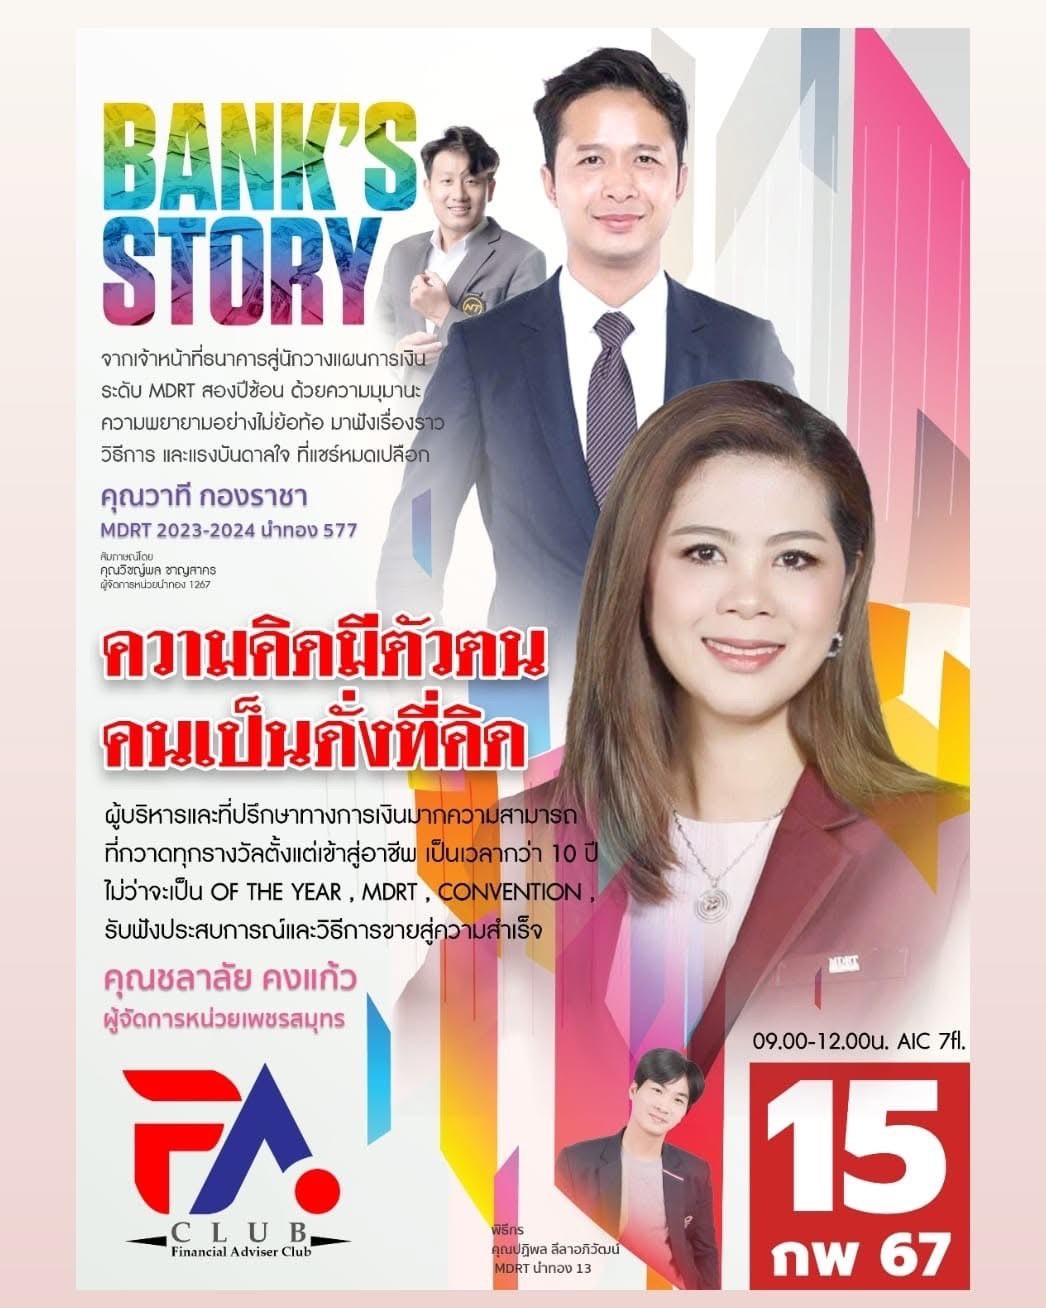 BANK'S
STORY
จากเจ้าหน้าที่ธนาคารสู่นักวางแผนการเงิน
ระดับ MDRT สองปีซ้อน ด้วยความมุมานะ
ความพยายามอย่างไม่ย้อท้อ มาฟังเรื่องราว
วิธีการ และแรงบันดาลใจ ที่แชร์หมดเปลือก
คุณวาที กองราชา
MDRT 2023-2024 นำทอง 577
สัมภาษณ์โดย
คุณวิชญ์พล ชาญสาคร
ผู้จัดการหน่วยนำทอง 1267
NT
ความคิดมีตัวตน
คนเป็นดั่งที่คิด
ผู้บริหารและที่ปรึกษาทางการเงินมากความสามารถ
ที่กวาดทุกรางวัลตั้งแต่เข้าสู่อาชีพ เป็นเวลากว่า 10 ปี
ไม่ว่าจะเป็น OF THE YEAR , MDRT , CONVENTION ,
รับฟังประสบการณ์และวิธีการขายสู่ความสำเร็จ
คุณชลาลัย คงแก้ว
ผู้จัดการหน่วยเพชรสมุทร
MDRT
09.00-12.00น. AIC 7fl.
15
กพ 67
FA
CLUB
Financial Adviser Club
พิธีกร
คุณปฏิพล ลีลาอภิวัฒน์
MDRT นำทอง 13